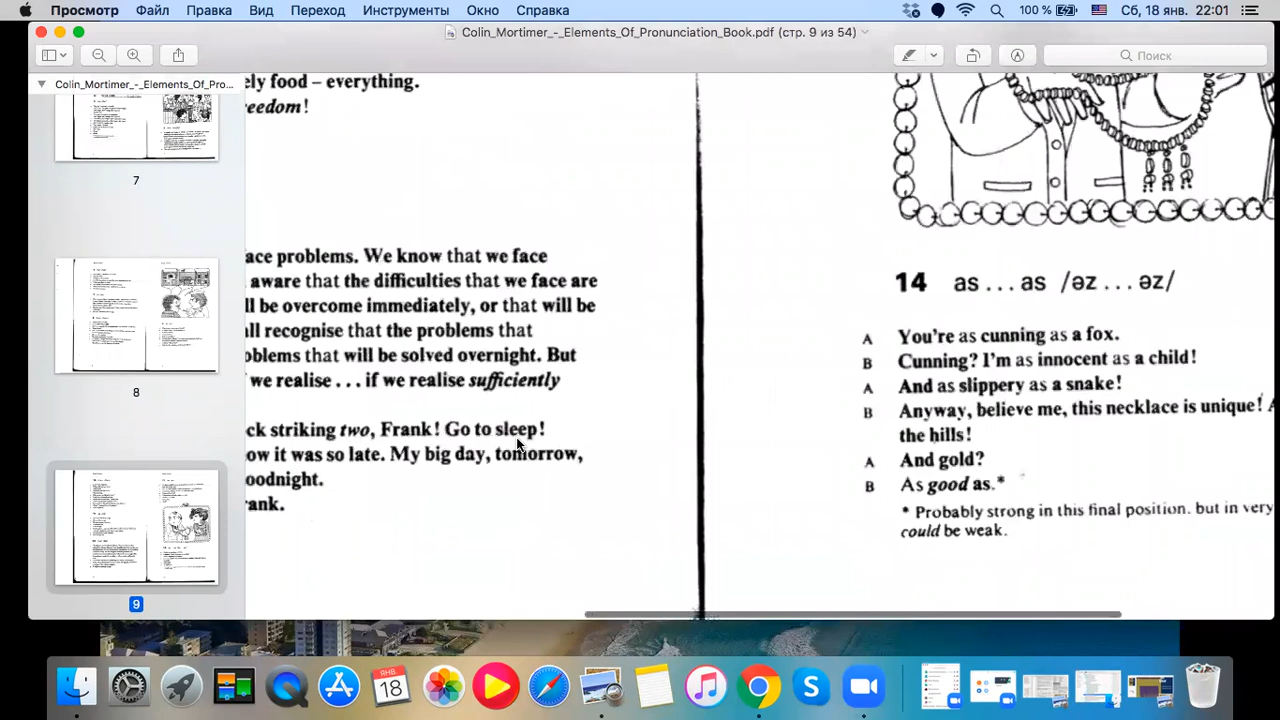 Просмотр Файл Правка Вид Переход Инструменты Окно Справка 100 % Сб, 18 янв. 22:01
Colin_Mortimer_-_Elements_Of_Pronunciation_Book.pdf (стр. 9 из 54)
Поиск
Colin_Mortimer_-_Elements_Of_Pro...
7
8
9
ely food – everything.
eedom!
ace problems. We know that we face
aware that the difficulties that we face are
ll be overcome immediately, or that will be
all recognise that the problems that
oblems that will be solved overnight. But
we realise . . . if we realise sufficiently
ck striking two, Frank! Go to sleep!
ow it was so late. My big day, tomorrow,
oodnight.
rank.
14 as . . . as /əz . . . əz/
A You're as cunning as a fox.
B Cunning? I'm as innocent as a child!
A And as slippery as a snake!
B Anyway, believe me, this necklace is unique! A
the hills!
A And gold?
B As good as.*
* Probably strong in this final position. but in very
could be weak.
ЯНВ.
18